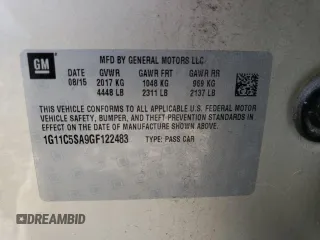 GM
MFD BY GENERAL MOTORS LLC
DATE GVWR GAWR FRT GAWR RR
08/15 2017 KG 1048 KG 969 KG
4448 LB 2311 LB 2137 LB
THIS VEHICLE CONFORMS TO ALL APPLICABLE U.S. FEDERAL MOTOR
VEHICLE SAFETY, BUMPER, AND THEFT PREVENTION STANDARDS
IN EFFECT ON THE DATE OF MANUFACTURE SHOWN ABOVE.
1G11C5SA9GF122483 TYPE: PASS CAR
© AUTOBIDCAR.COM